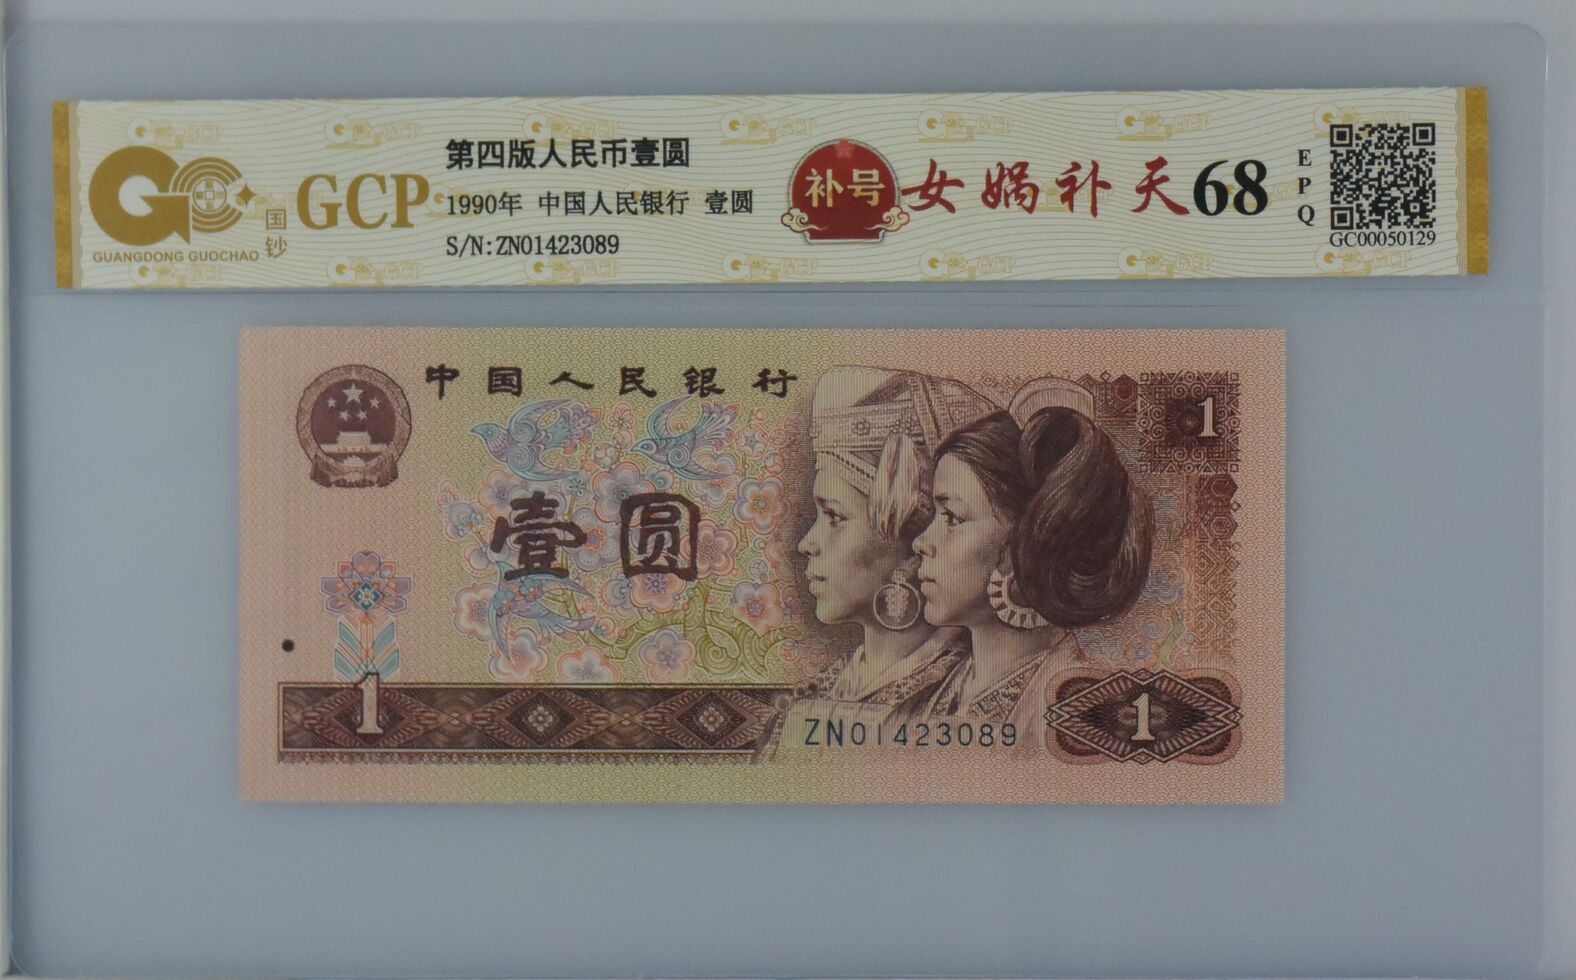 GUANGDONG GUOCHAO
国钞
GCP
第四版人民币壹圆
1990年 中国人民银行 壹圆
S/N:ZN01423089
补号
女娲补天
68
EPQ
GC00050129
中国人民银行
1
壹圆
1
ZN01423089
1